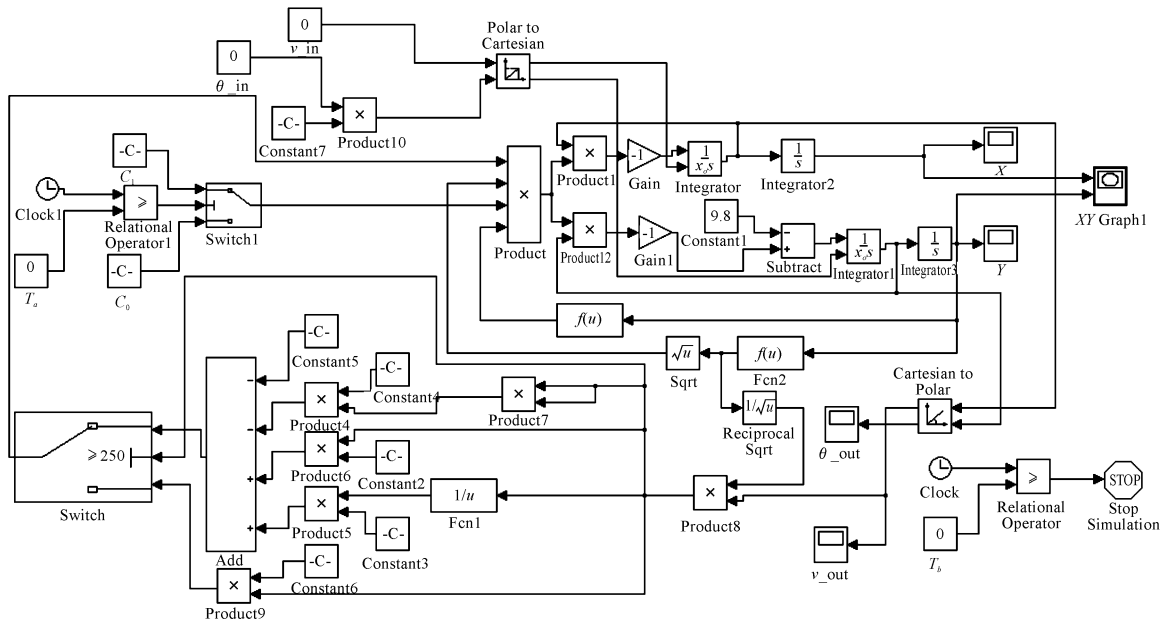 0
v_in
Polar to
Cartesian
0
θ_in
-C-
Constant7
×
Product10
-C-
C₁
Clock1
≥
Relational
Operator1
Switch1
0
Tₐ
-C-
C₀
×
Product
×
Product1
-1
Gain
1
xₒs
Integrator
1
s
Integrator2
X
XY Graph1
×
Product12
-1
Gain1
9.8
Constant1
−
+
Subtract
1
xₒs
Integrator1
1
s
Integrator3
Y
f(u)
√u
Sqrt
f(u)
Fcn2
1/√u
Reciprocal
Sqrt
Cartesian to
Polar
θ_out
-C-
Constant5
-C-
Constant4
×
Product4
×
Product7
×
Product6
-C-
Constant2
×
Product5
-C-
Constant3
1/u
Fcn1
×
Product8
−
−
+
+
Add
≥250
Switch
×
Product9
-C-
Constant6
v_out
Clock
≥
Relational
Operator
STOP
Stop
Simulation
0
T_b